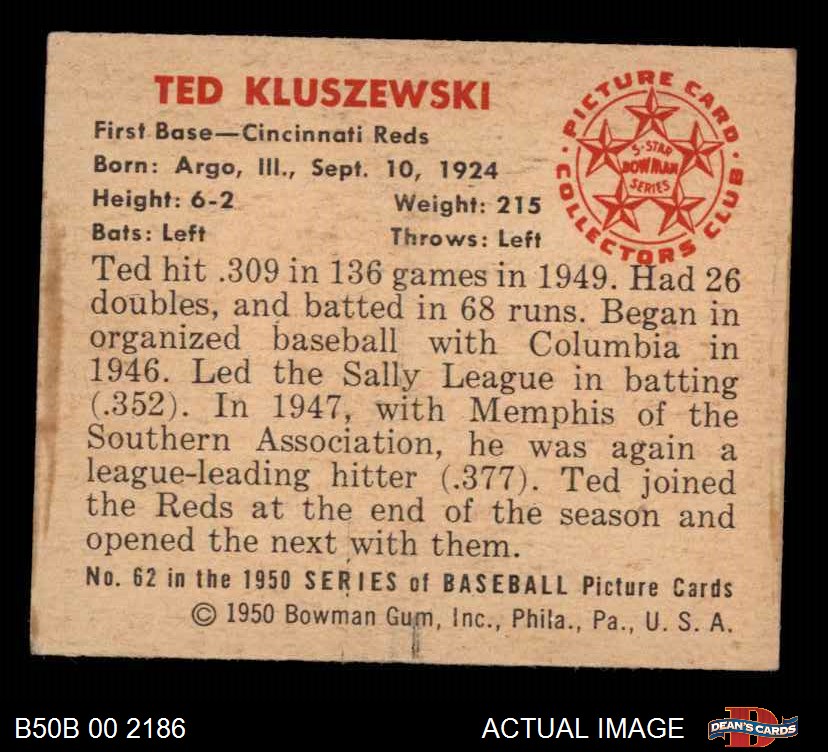 TED KLUSZEWSKI
First Base—Cincinnati Reds
Born: Argo, Ill., Sept. 10, 1924
Height: 6-2 Weight: 215
Bats: Left Throws: Left
PICTURE CARD
COLLECTORS CLUB
5-STAR
BOWMAN
SERIES
Ted hit .309 in 136 games in 1949. Had 26
doubles, and batted in 68 runs. Began in
organized baseball with Columbia in
1946. Led the Sally League in batting
(.352). In 1947, with Memphis of the
Southern Association, he was again a
league-leading hitter (.377). Ted joined
the Reds at the end of the season and
opened the next with them.
No. 62 in the 1950 SERIES of BASEBALL Picture Cards
© 1950 Bowman Gum, Inc., Phila., Pa., U. S. A.
B50B 00 2186 ACTUAL IMAGE
D
DEAN'S CARDS